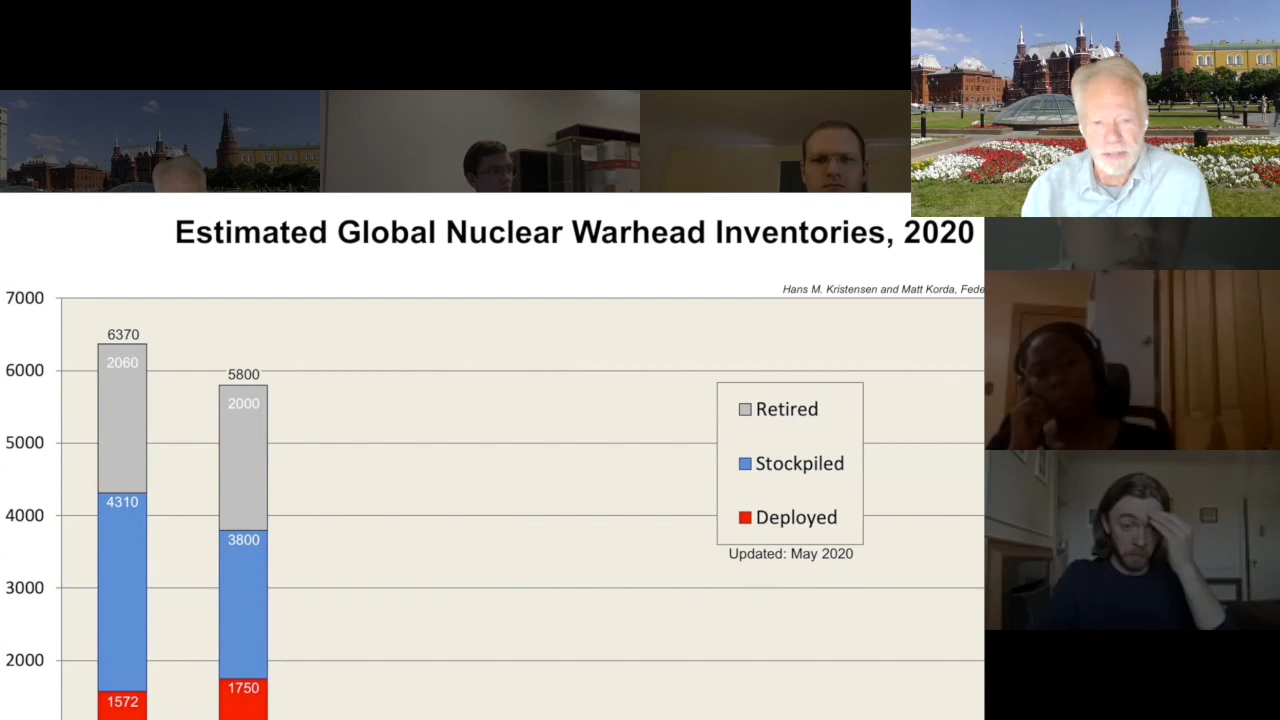 Estimated Global Nuclear Warhead Inventories, 2020
Hans M. Kristensen and Matt Korda, Fede
7000
6370
2060
6000
5800
2000
Retired
5000
Stockpiled
4310
4000
3800
Deployed
Updated: May 2020
3000
2000
1750
1572